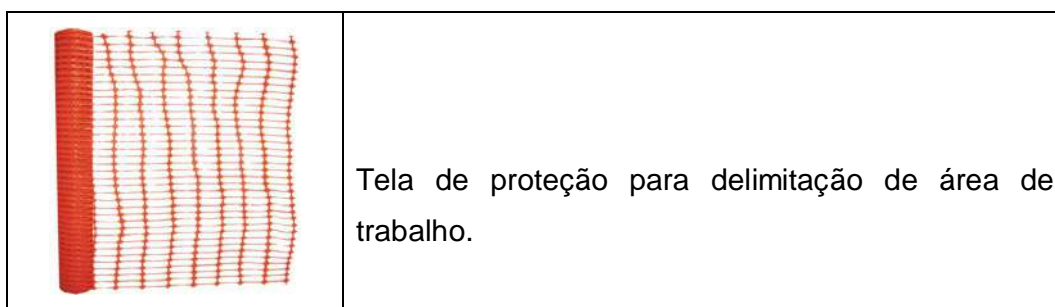 Tela de proteção para delimitação de área de
trabalho.